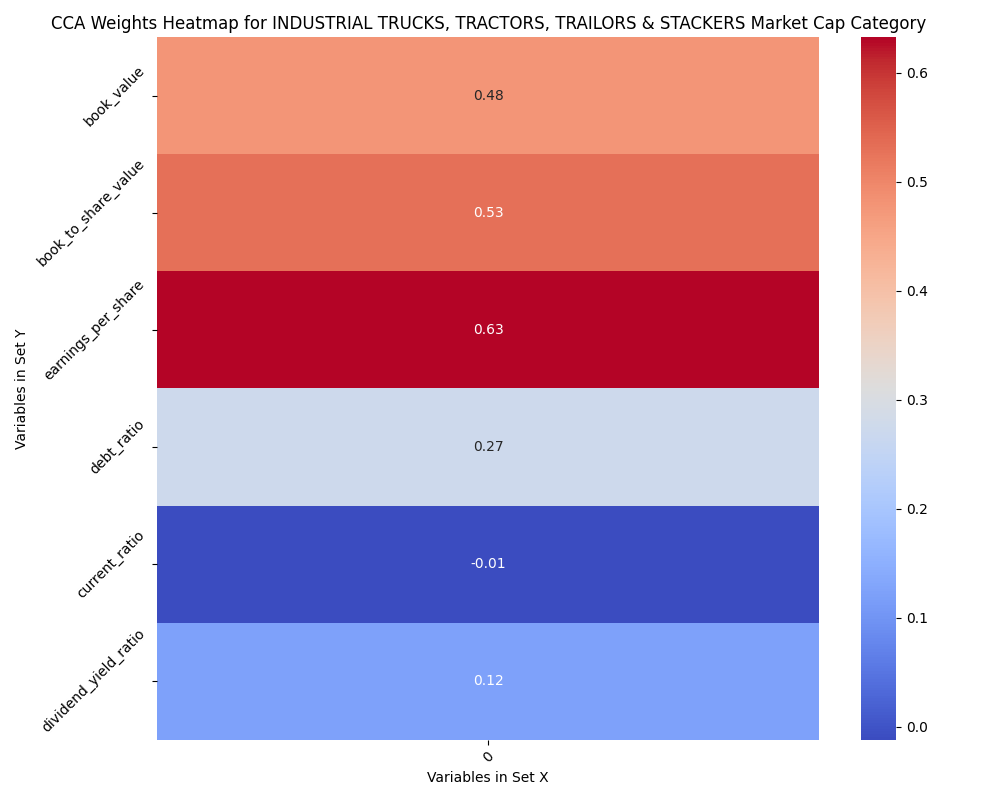 CCA Weights Heatmap for INDUSTRIAL TRUCKS, TRACTORS, TRAILORS & STACKERS Market Cap Category
Variables in Set Y
book_value
0.48
book_to_share_value
0.53
earnings_per_share
0.63
debt_ratio
0.27
current_ratio
-0.01
dividend_yield_ratio
0.12
0
Variables in Set X
0.6
0.5
0.4
0.3
0.2
0.1
0.0